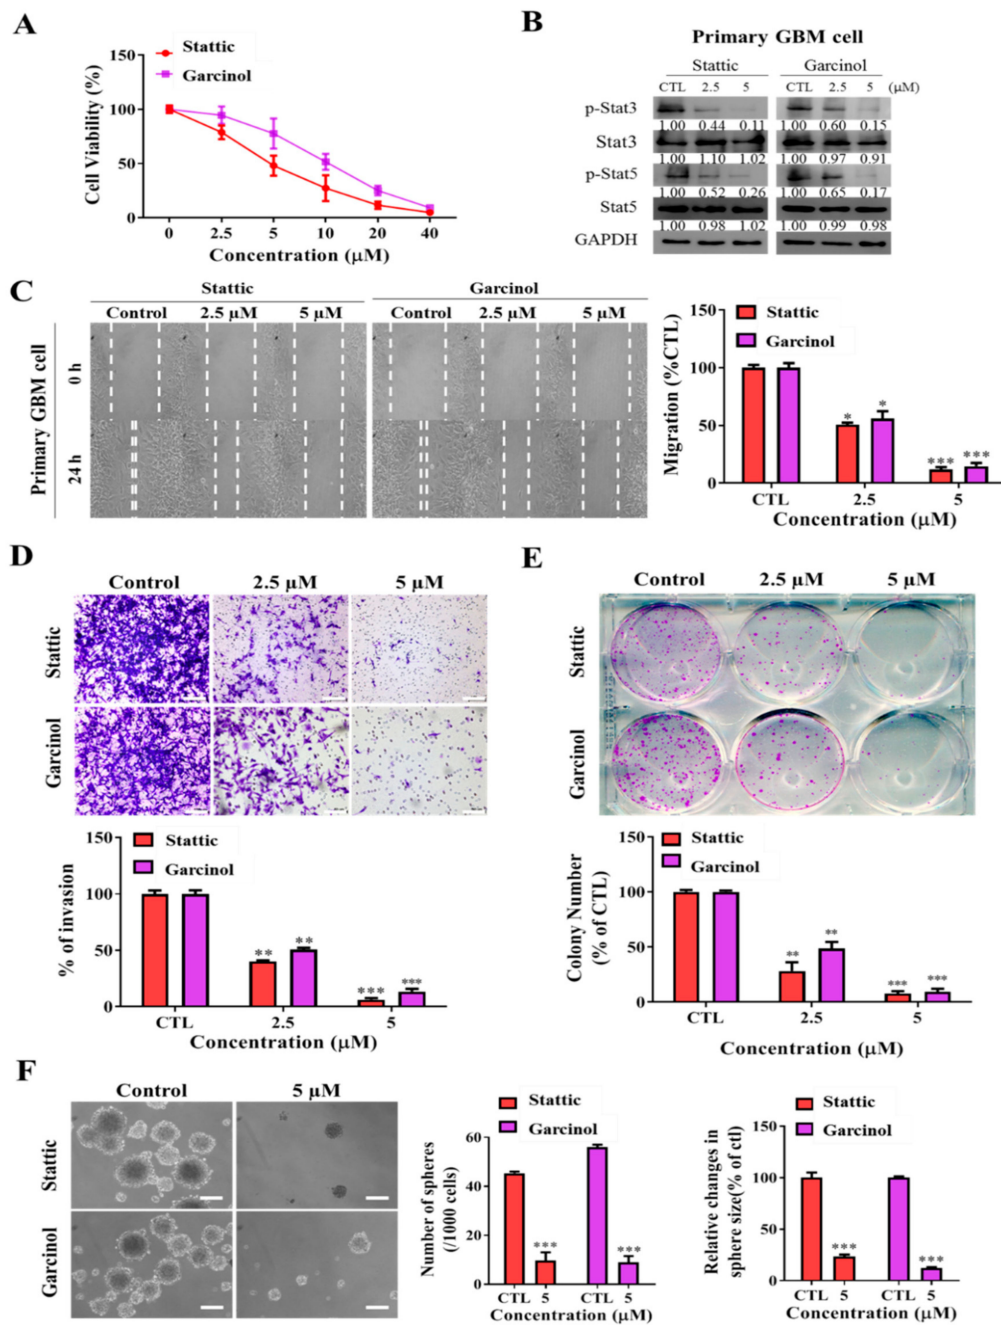 A
Stattic
Garcinol
Cell Viability (%)
150
100
50
0
0 2.5 5 10 20 40
Concentration (μM)
B
Primary GBM cell
Stattic Garcinol
CTL 2.5 5 CTL 2.5 5 (μM)
p-Stat3
1.00 0.44 0.11 1.00 0.60 0.15
Stat3
1.00 1.10 1.02 1.00 0.97 0.91
p-Stat5
1.00 0.52 0.26 1.00 0.65 0.17
Stat5
1.00 0.98 1.02 1.00 0.99 0.98
GAPDH
C
Stattic Garcinol
Control 2.5 μM 5 μM Control 2.5 μM 5 μM
Primary GBM cell
0 h
24 h
Stattic
Garcinol
Migration (%CTL)
150
100
50
0
* *
*** ***
CTL 2.5 5
Concentration (μM)
D
Control 2.5 μM 5 μM
Stattic
Garcinol
Stattic
Garcinol
% of invasion
150
100
50
0
** **
*** ***
CTL 2.5 5
Concentration (μM)
E
Control 2.5 μM 5 μM
Stattic
Garcinol
Stattic
Garcinol
Colony Number
(% of CTL)
150
100
50
0
** **
*** ***
CTL 2.5 5
Concentration (μM)
F
Control 5 μM
Stattic
Garcinol
Stattic
Garcinol
Number of spheres
(/1000 cells)
60
40
20
0
*** ***
CTL 5 CTL 5
Concentration (μM)
Stattic
Garcinol
Relative changes in
sphere size(% of ctl)
150
100
50
0
*** ***
CTL 5 CTL 5
Concentration (μM)